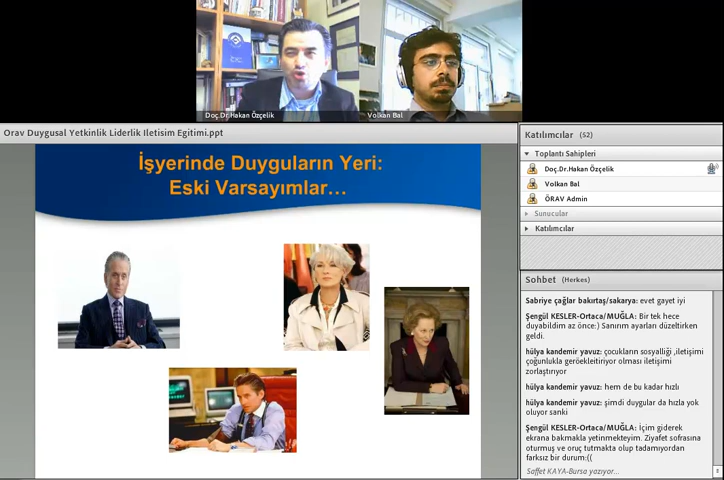 Doç.Dr.Hakan Özçelik
Volkan Bal
Orav Duygusal Yetkinlik Liderlik Iletisim Egitimi.ppt
İşyerinde Duyguların Yeri:
Eski Varsayımlar…
Katılımcılar (52)
Toplantı Sahipleri
Doç.Dr.Hakan Özçelik
Volkan Bal
ÖRAV Admin
Sunucular
Katılımcılar
Sohbet (Herkes)
Sabriye çağlar bakırtaş/sakarya: evet gayet iyi
Şengül KESLER-Ortaca/MUĞLA: Bir tek hece
duyabildim az önce:) Sanırım ayarları düzeltirken
geldi.
hülya kandemir yavuz: çocukların sosyalliği ,iletişimi
çoğunlukla geröekleitiriyor olması iletişimi
zorlaştırıyor
hülya kandemir yavuz: hem de bu kadar hızlı
hülya kandemir yavuz: şimdi duygular da hızla yok
oluyor sanki
Şengül KESLER-Ortaca/MUĞLA: İçim giderek
ekrana bakmakla yetinmekteyim. Ziyafet sofrasına
oturmuş ve oruç tutmakta olup tadamıyordan
farksız bir durum:((
Saffet KAYA-Bursa yazıyor...